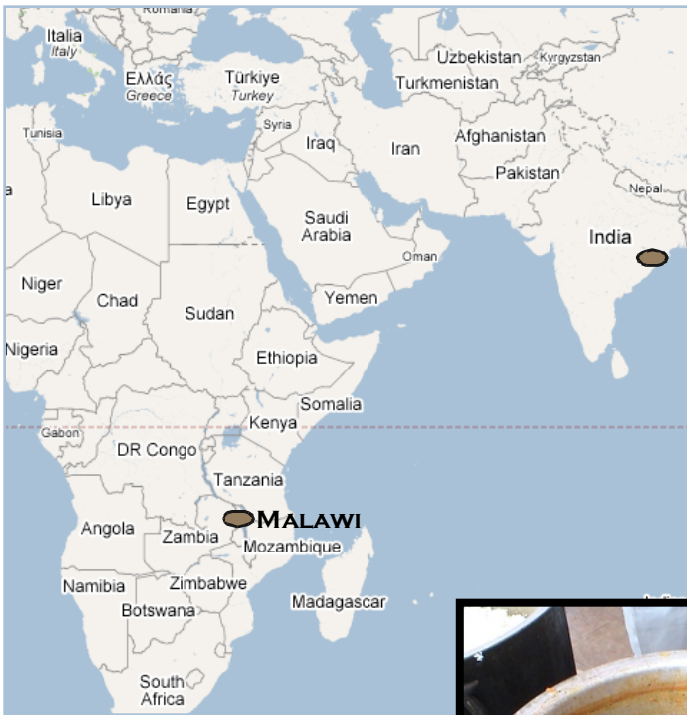 Romania
Italia
Italy
Uzbekistan
Kyrgyzstan
Ελλάς
Greece
Türkiye
Turkey
Turkmenistan
Tunisia
Syria
Iraq
Iran
Afghanistan
Pakistan
Nepal
a
Libya
Egypt
Saudi
Arabia
India
Oman
Niger
Chad
Sudan
Yemen
Nigeria
Ethiopia
Somalia
Gabon
Kenya
DR Congo
Tanzania
Angola
MALAWI
Zambia
Mozambique
Namibia
Zimbabwe
Botswana
Madagascar
South
Africa